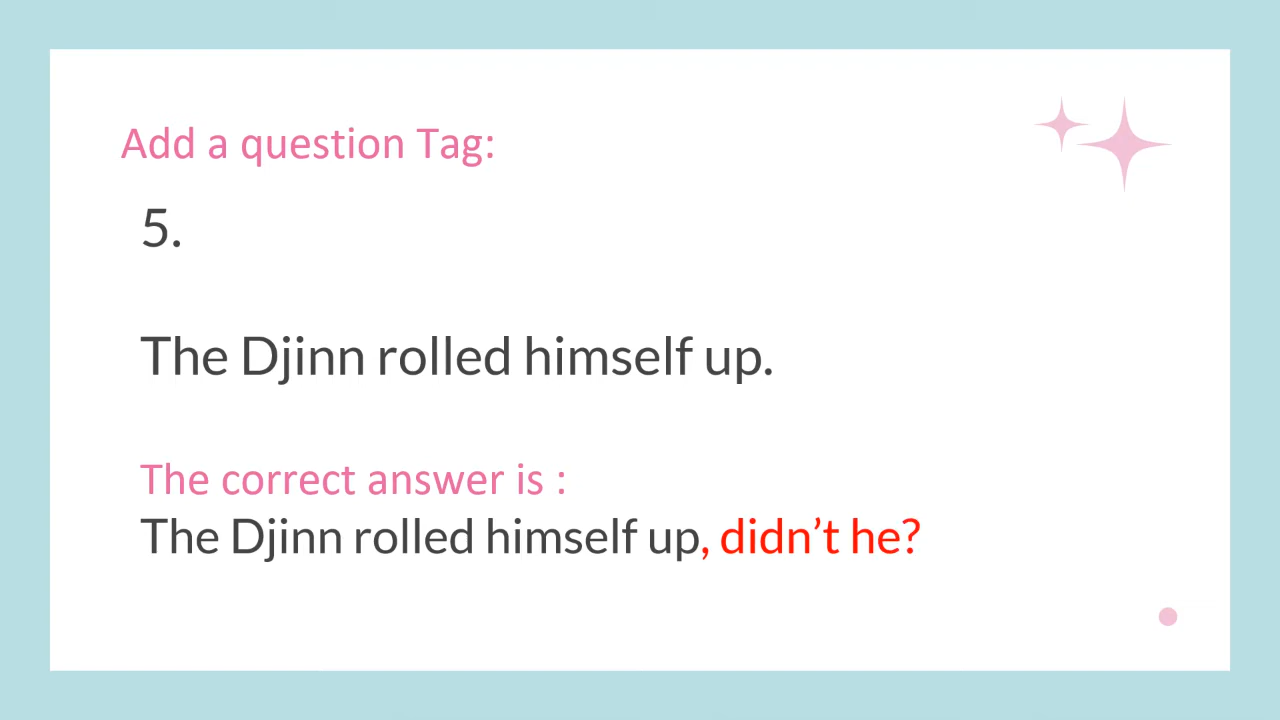 Add a question Tag:
5.
The Djinn rolled himself up.
The correct answer is :
The Djinn rolled himself up, didn’t he?